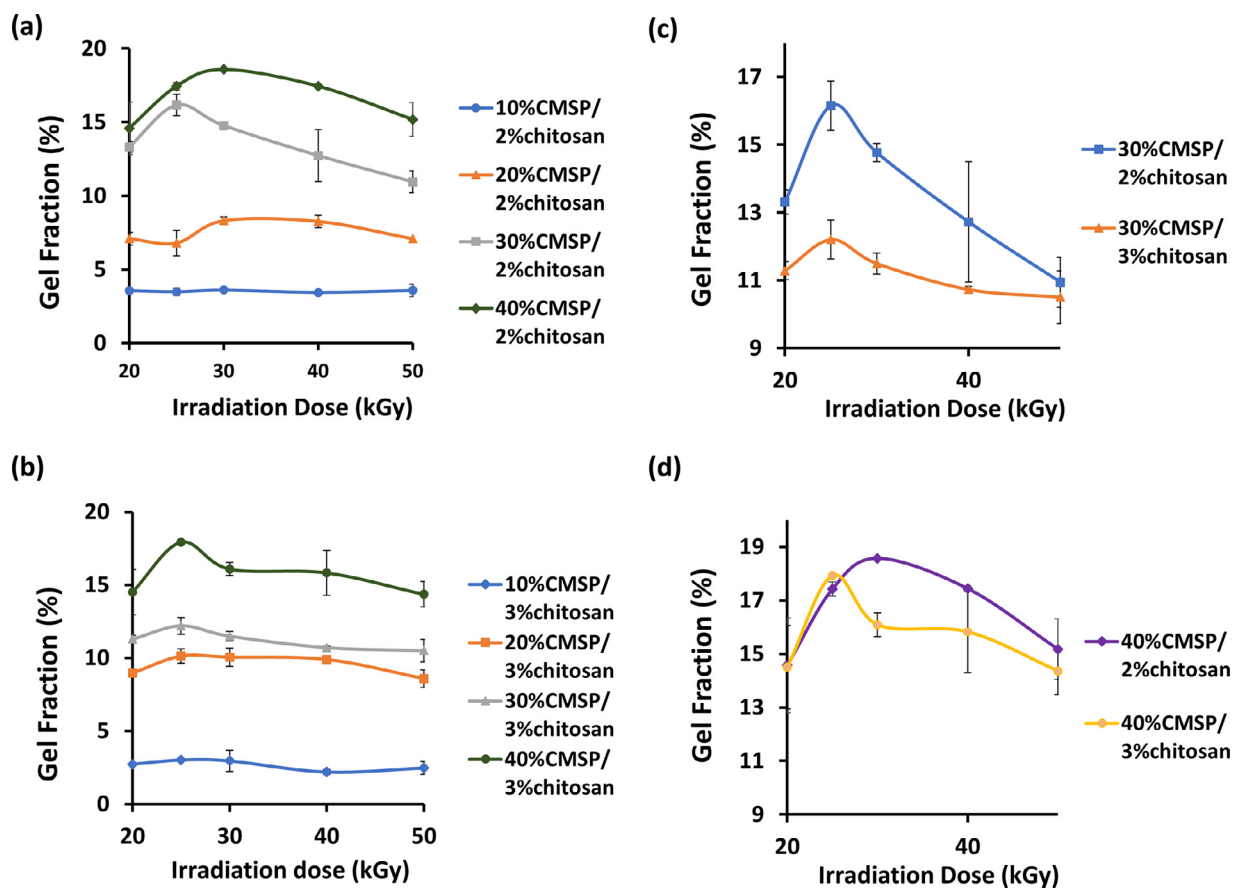 (a)
20
15
10
5
0
Gel Fraction (%)
20
30
40
50
Irradiation Dose (kGy)
10%CMSP/
2%chitosan
20%CMSP/
2%chitosan
30%CMSP/
2%chitosan
40%CMSP/
2%chitosan
(c)
17
15
13
11
9
Gel Fraction (%)
20
40
Irradiation Dose (kGy)
30%CMSP/
2%chitosan
30%CMSP/
3%chitosan
(b)
20
15
10
5
0
Gel Fraction (%)
20
30
40
50
Irradiation dose (kGy)
10%CMSP/
3%chitosan
20%CMSP/
3%chitosan
30%CMSP/
3%chitosan
40%CMSP/
3%chitosan
(d)
19
17
15
13
11
9
Gel Fraction (%)
20
40
Irradiation Dose (kGy)
40%CMSP/
2%chitosan
40%CMSP/
3%chitosan